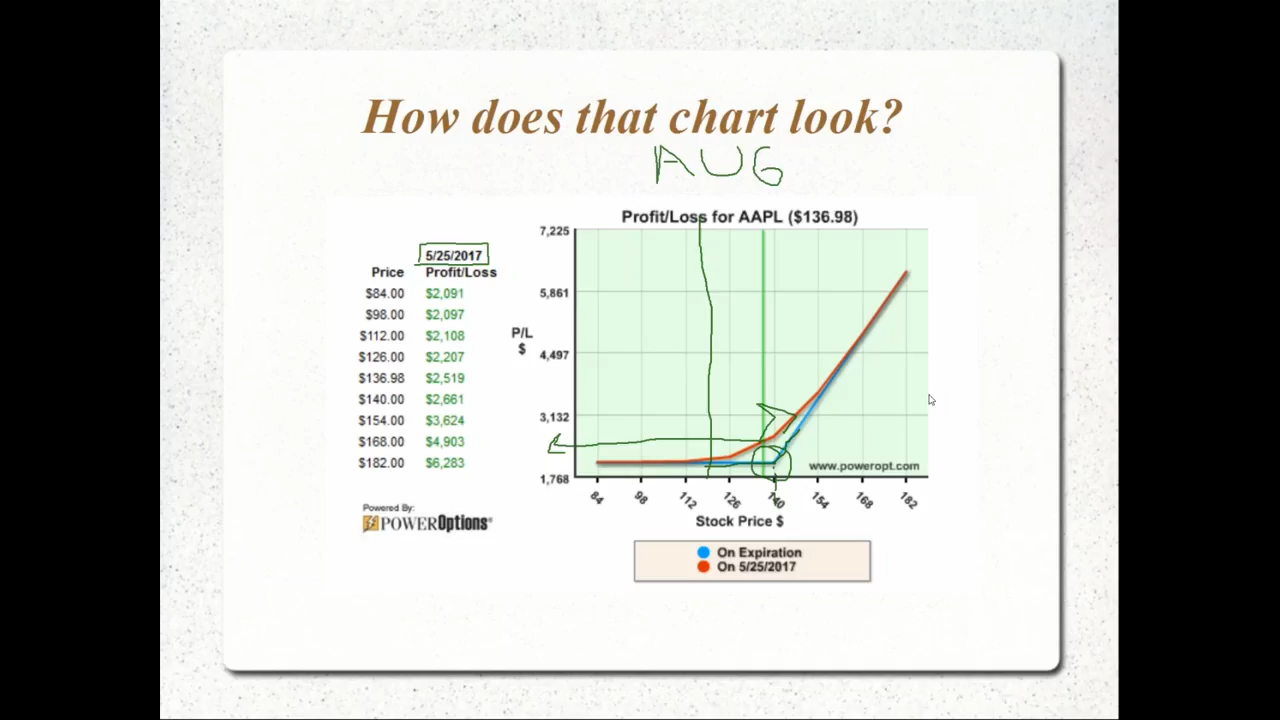 How does that chart look?
AUG
Profit/Loss for AAPL ($136.98)
5/25/2017
Price Profit/Loss
$84.00 $2,091
$98.00 $2,097
$112.00 $2,108
$126.00 $2,207
$136.98 $2,519
$140.00 $2,661
$154.00 $3,624
$168.00 $4,903
$182.00 $6,283
Powered By:
POWEROptions®
P/L
$
7,225
5,861
4,497
3,132
1,768
www.poweropt.com
84 98 112 126 140 154 168 182
Stock Price $
On Expiration
On 5/25/2017